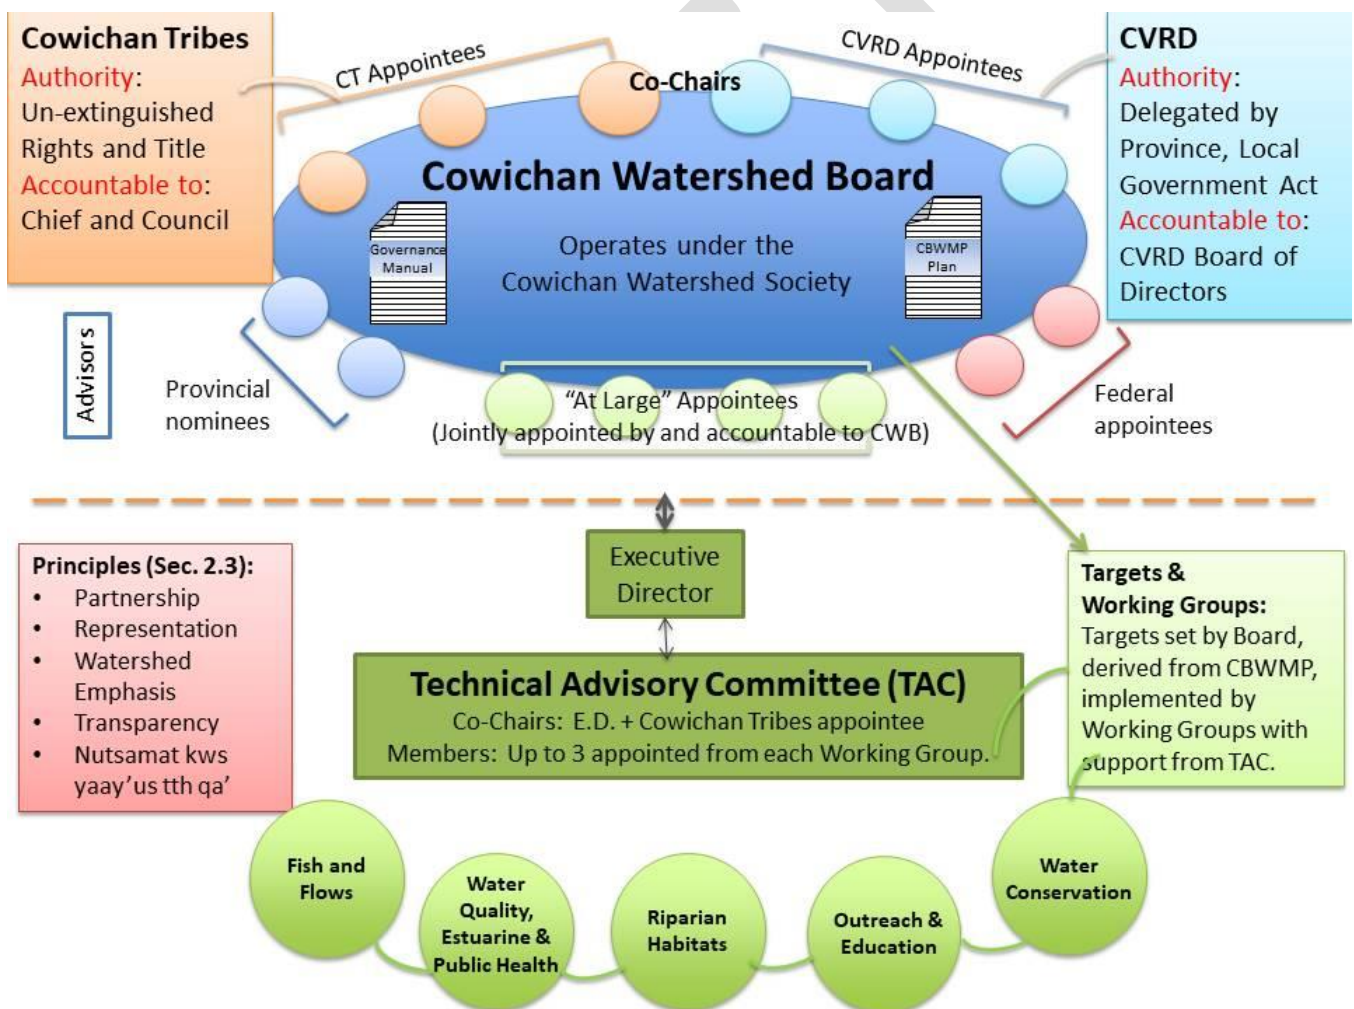 Cowichan Tribes
Authority:
Un-extinguished
Rights and Title
Accountable to:
Chief and Council
CT Appointees
Co-Chairs
CVRD Appointees
CVRD
Authority:
Delegated by
Province, Local
Government Act
Accountable to:
CVRD Board of
Directors
Cowichan Watershed Board
Operates under the
Cowichan Watershed Society
Governance
Manual
CBWMP
Plan
Advisors
Provincial
nominees
"At Large" Appointees
(Jointly appointed by and accountable to CWB)
Federal
appointees
Principles (Sec. 2.3):
• Partnership
• Representation
• Watershed
Emphasis
• Transparency
• Nutsamat kws
yaay’us tth qa’
Executive
Director
Technical Advisory Committee (TAC)
Co-Chairs: E.D. + Cowichan Tribes appointee
Members: Up to 3 appointed from each Working Group.
Targets &
Working Groups:
Targets set by Board,
derived from CBWMP,
implemented by
Working Groups with
support from TAC.
Fish and
Flows
Water
Quality,
Estuarine &
Public Health
Riparian
Habitats
Outreach &
Education
Water
Conservation